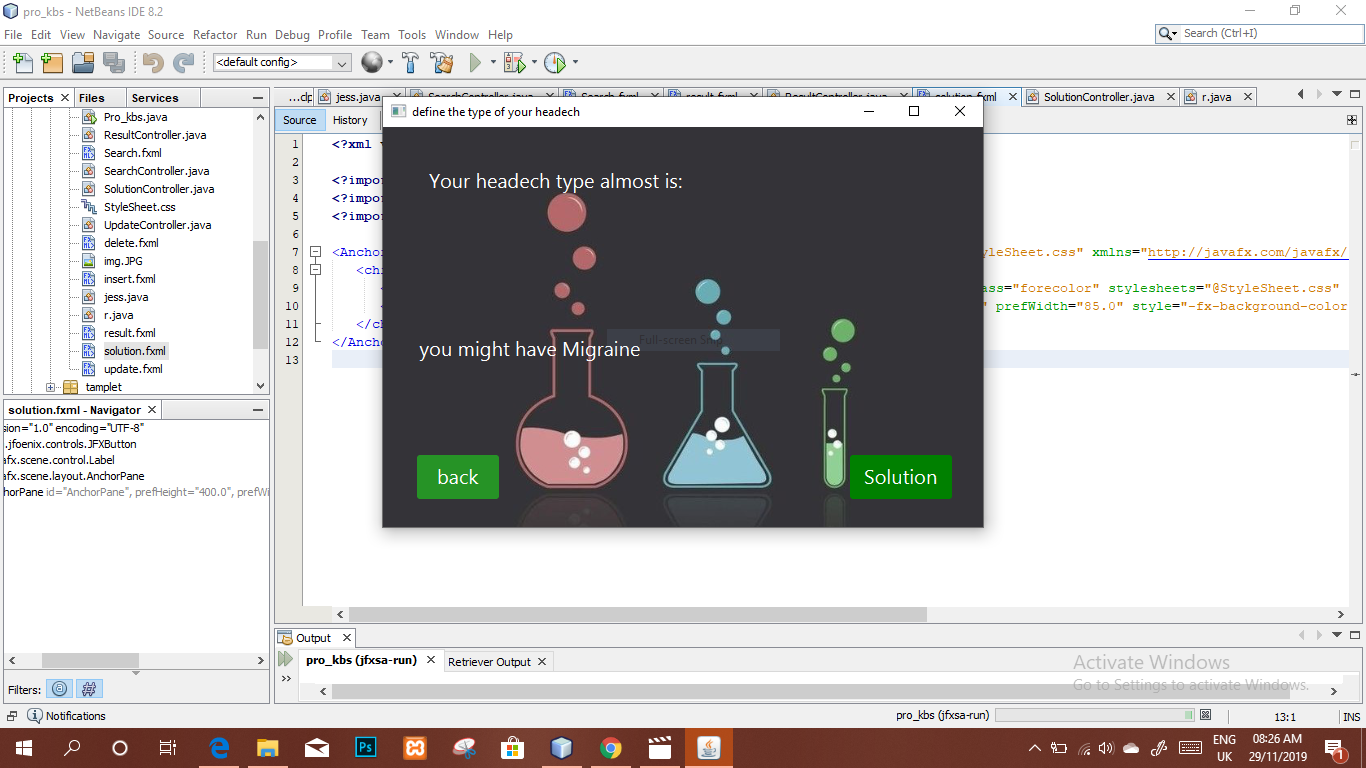 pro_kbs - NetBeans IDE 8.2
File Edit View Navigate Source Refactor Run Debug Profile Team Tools Window Help
Search (Ctrl+I)
<default config>
Projects Files Services
Pro_kbs.java
ResultController.java
Search.fxml
SearchController.java
SolutionController.java
StyleSheet.css
UpdateController.java
delete.fxml
img.JPG
insert.fxml
jess.java
r.java
result.fxml
solution.fxml
update.fxml
tamplet
solution.fxml - Navigator
sion="1.0" encoding="UTF-8"
.jfoenix.controls.JFXButton
afx.scene.control.Label
afx.scene.layout.AnchorPane
horPane id="AnchorPane", prefHeight="400.0", prefWi
Filters:
...clp jess.java SearchController.java Search.fxml result.fxml ResultController.java solution.fxml SolutionController.java r.java
Source History
1 <?xml
2
3 <?impor
4 <?impor
5 <?impor
6
7 <Anchor yleSheet.css" xmlns="http://javafx.com/javafx/
8 <chi
9 ass="forecolor" stylesheets="@StyleSheet.css"
10 " prefWidth="85.0" style="-fx-background-color
11 </ch
12 </Ancho
13
define the type of your headech
Your headech type almost is:
Full-screen Snip
you might have Migraine
back
Solution
Output
pro_kbs (jfxsa-run) Retriever Output
Activate Windows
Go to Settings to activate Windows.
Notifications
pro_kbs (jfxsa-run)
13:1 INS
Ps
ENG
UK
08:26 AM
29/11/2019
1